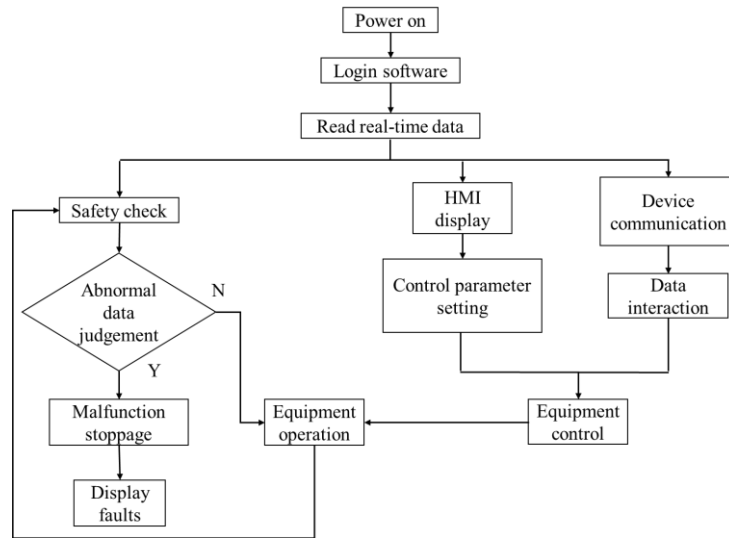 Power on
Login software
Read real-time data
Safety check
HMI
display
Device
communication
Abnormal
data
judgement
N
Y
Control parameter
setting
Data
interaction
Malfunction
stoppage
Equipment
operation
Equipment
control
Display
faults